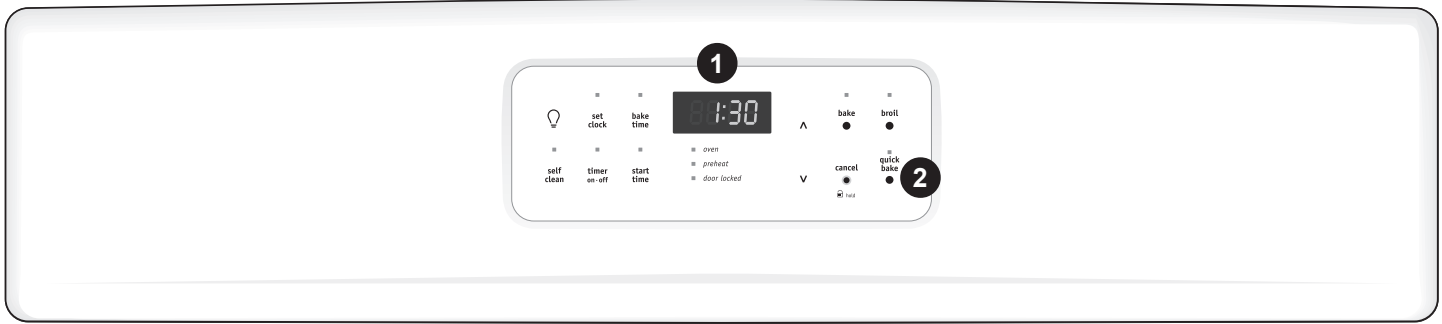 1
1:30
set
clock
bake
time
bake
broil
oven
preheat
door locked
self
clean
timer
on-off
start
time
cancel
hold
quick
bake
2